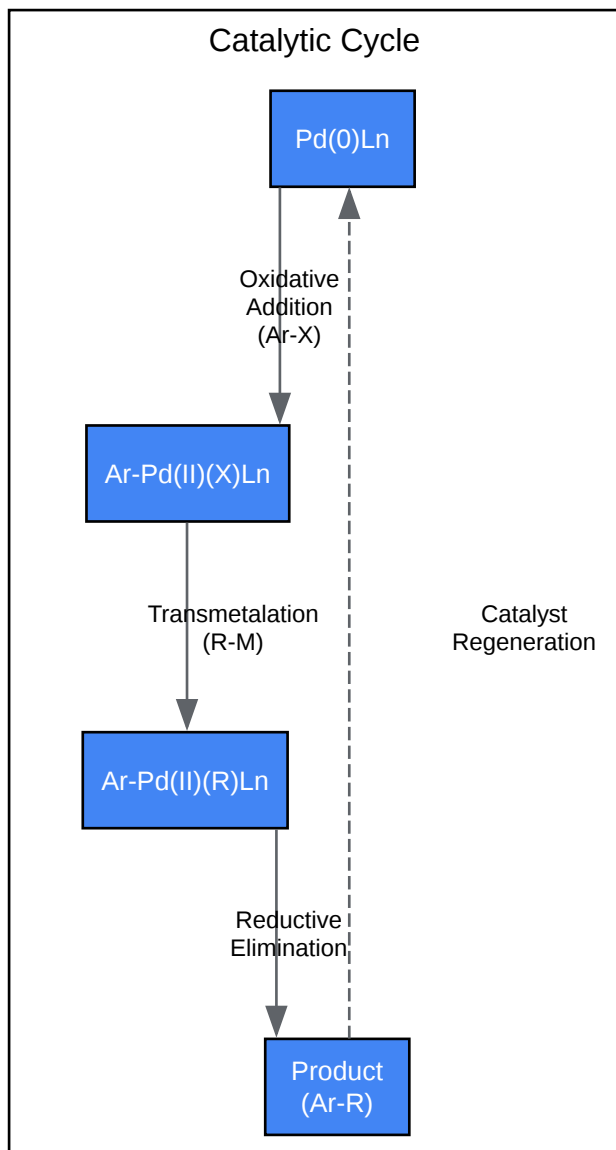 Catalytic Cycle
Pd(0)Ln
Oxidative
Addition
(Ar-X)
Ar-Pd(II)(X)Ln
Transmetalation
(R-M)
Catalyst
Regeneration
Ar-Pd(II)(R)Ln
Reductive
Elimination
Product
(Ar-R)